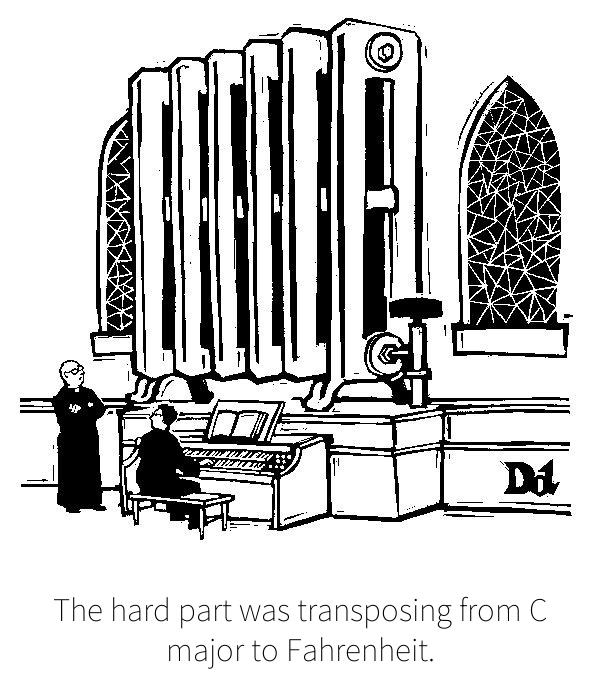 The hard part was transposing from C
major to Fahrenheit.